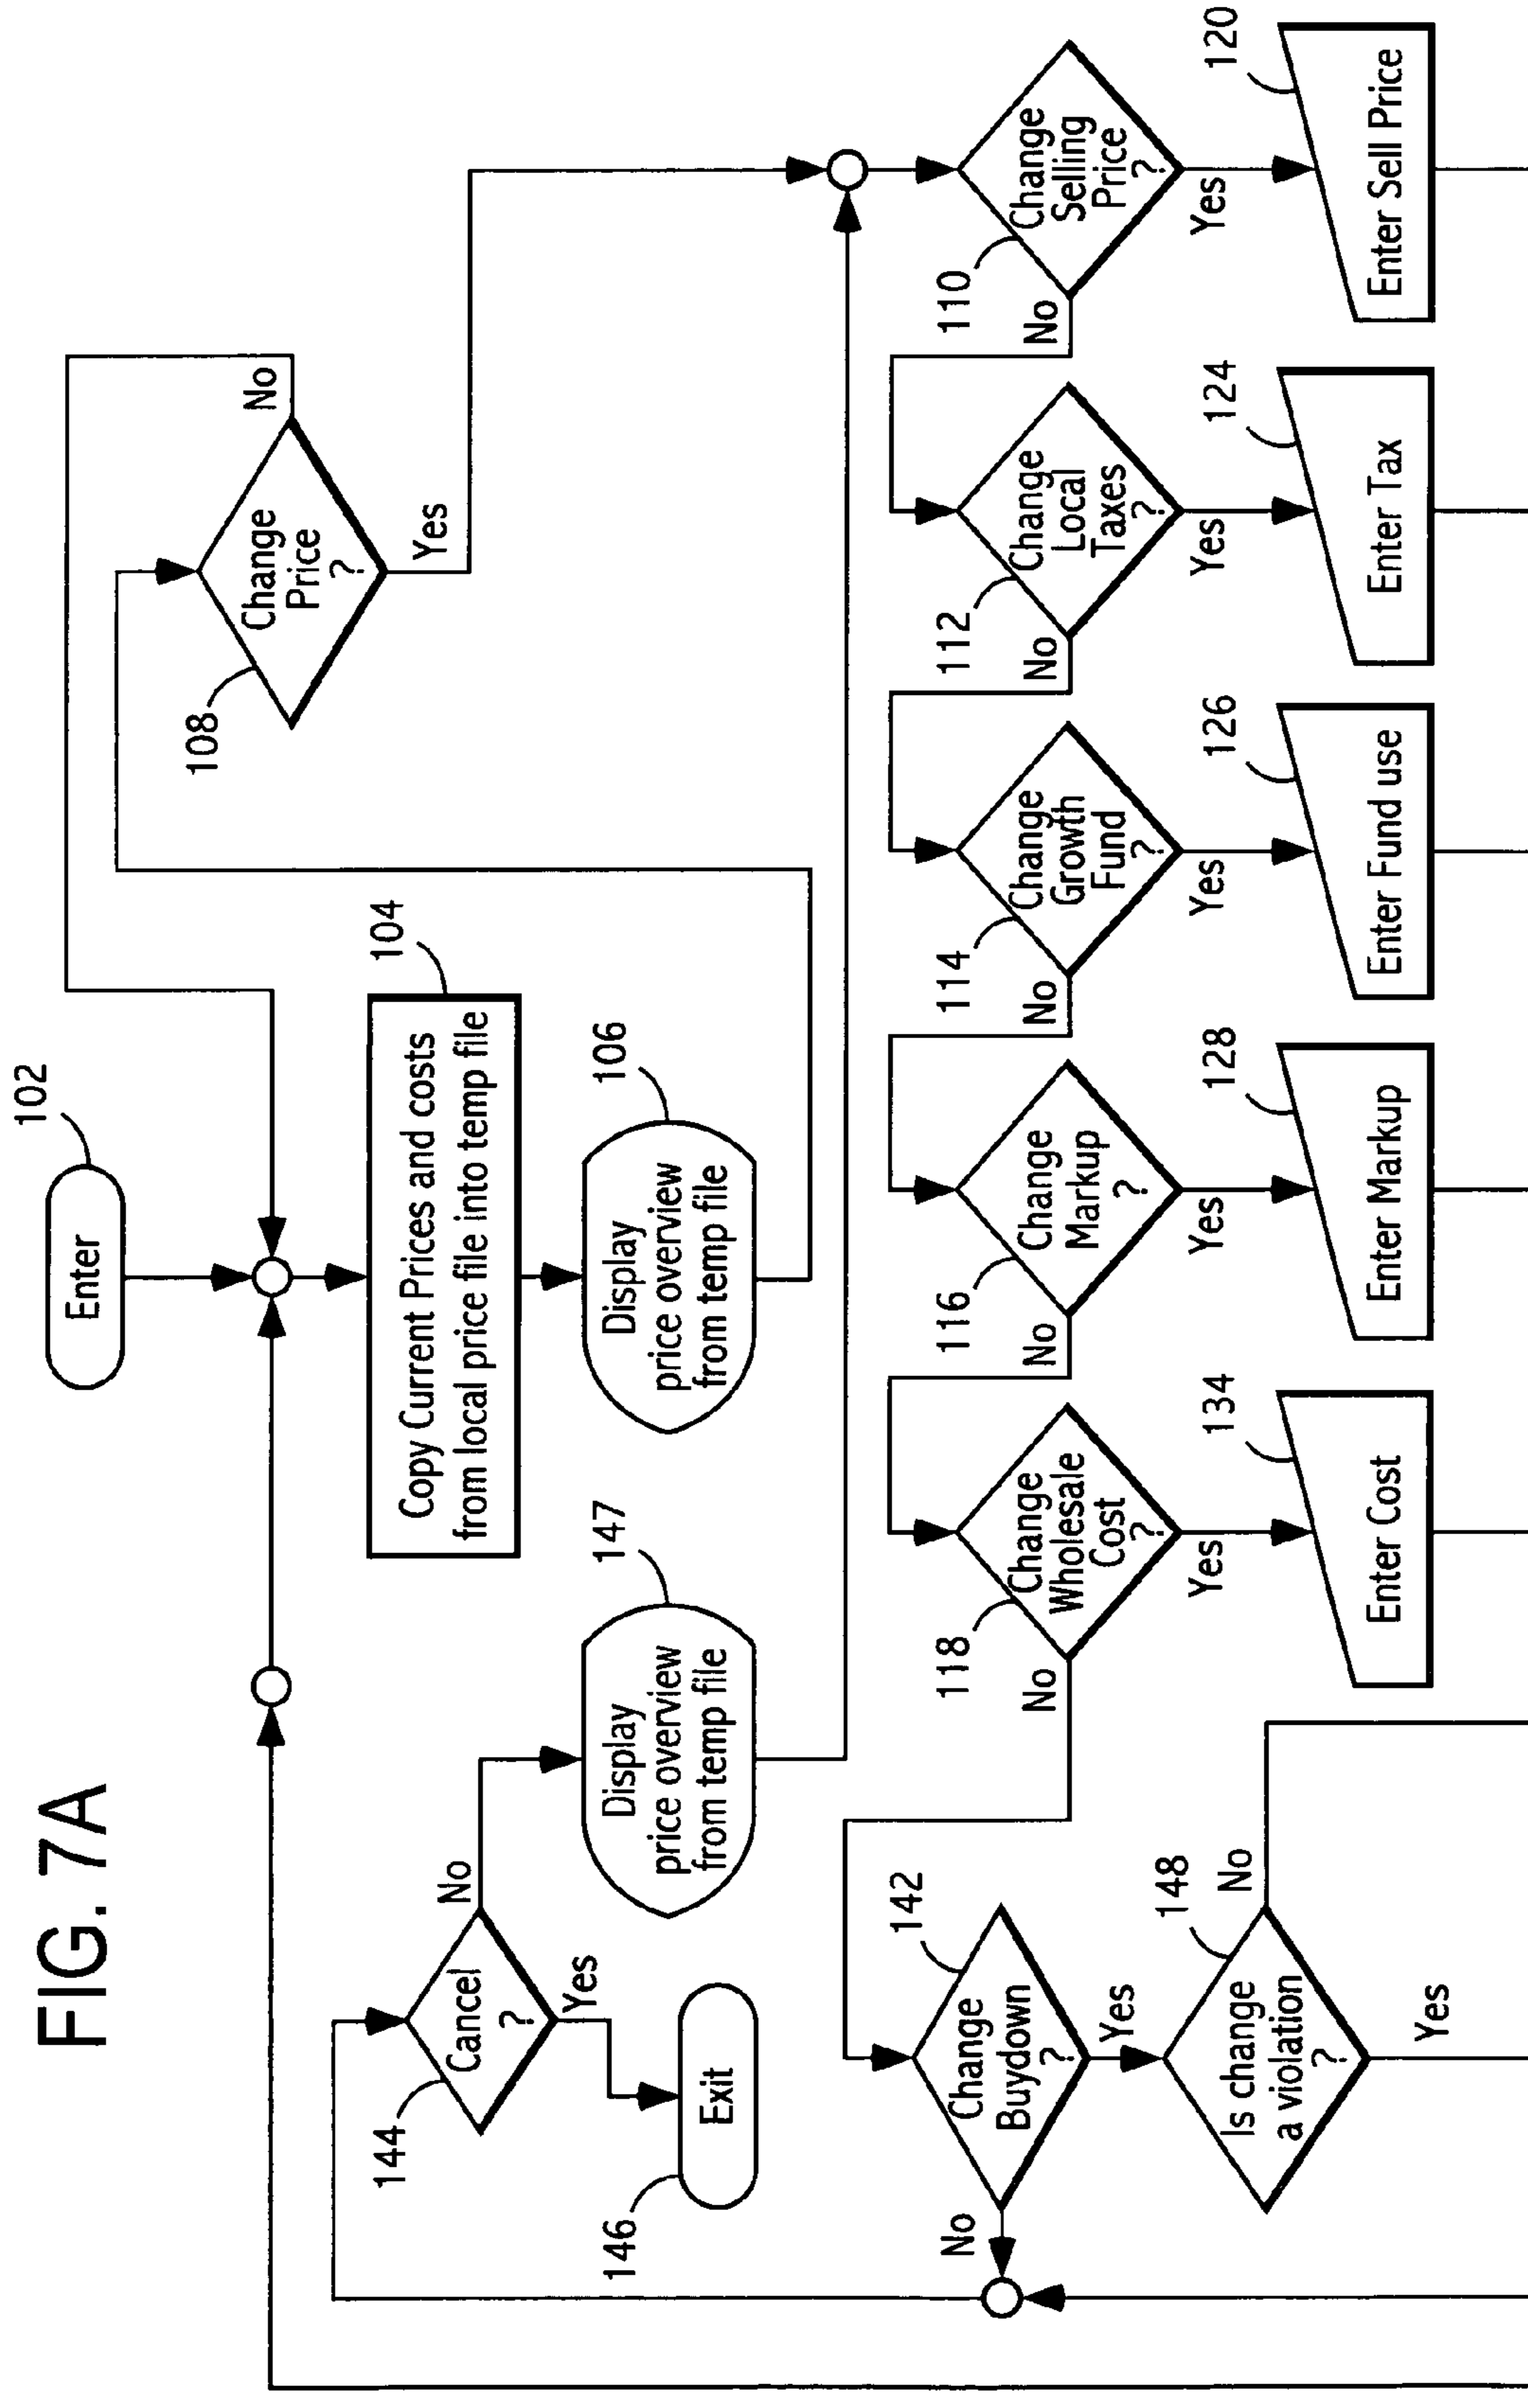 FIG. 7A
102
Enter
104
Copy Current Prices and costs
from local price file into temp file
106
Display
price overview
from temp file
108
Change
Price
?
No
Yes
144
Cancel
?
No
Yes
146
Exit
147
Display
price overview
from temp file
110
Change
Selling
Price
?
No
Yes
120
Enter Sell Price
112
Change
Local
Taxes
?
No
Yes
124
Enter Tax
114
Change
Growth
Fund
?
No
Yes
126
Enter Fund use
116
Change
Markup
?
No
Yes
128
Enter Markup
118
Change
Wholesale
Cost
?
No
Yes
134
Enter Cost
142
Change
Buydown
?
No
Yes
148
Is change
a violation
?
No
Yes